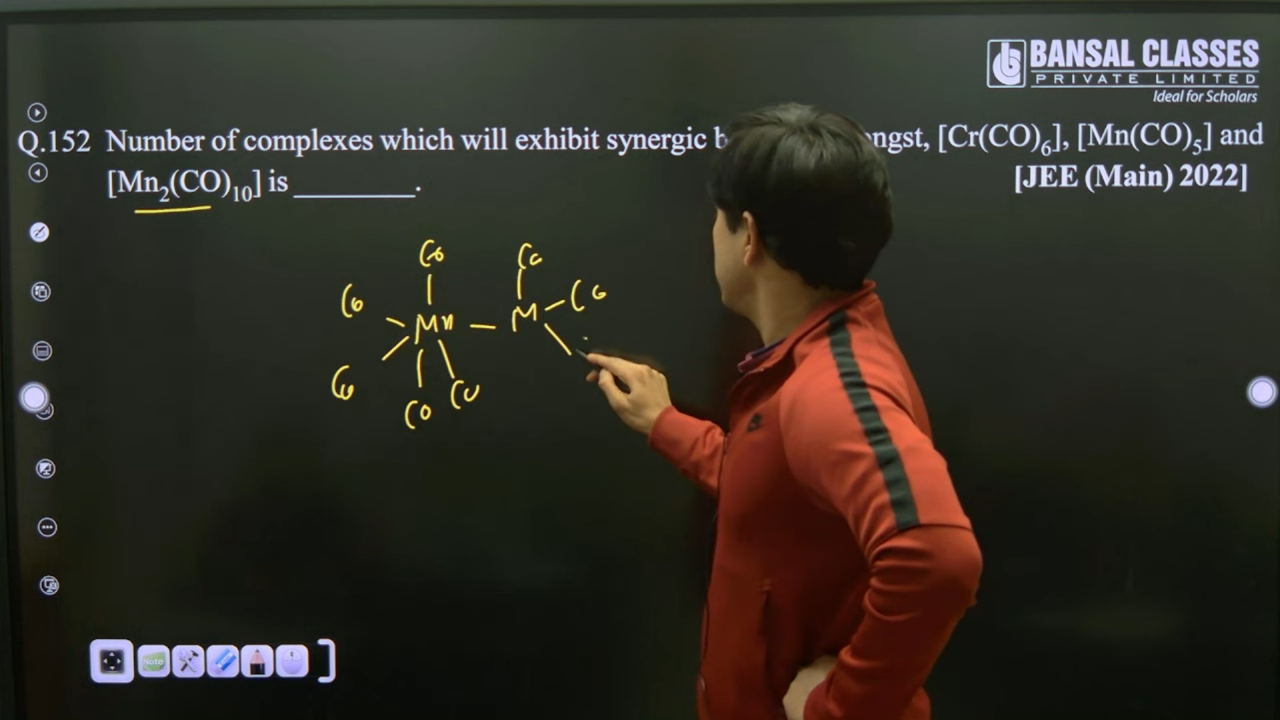 BANSAL CLASSES
PRIVATE LIMITED
Ideal for Scholars
Q.152 Number of complexes which will exhibit synergic b ngst, [Cr(CO)₆], [Mn(CO)₅] and
[Mn₂(CO)₁₀] is ________. [JEE (Main) 2022]
CO CO
CO CO
Mn — M
CO CO CO
Note